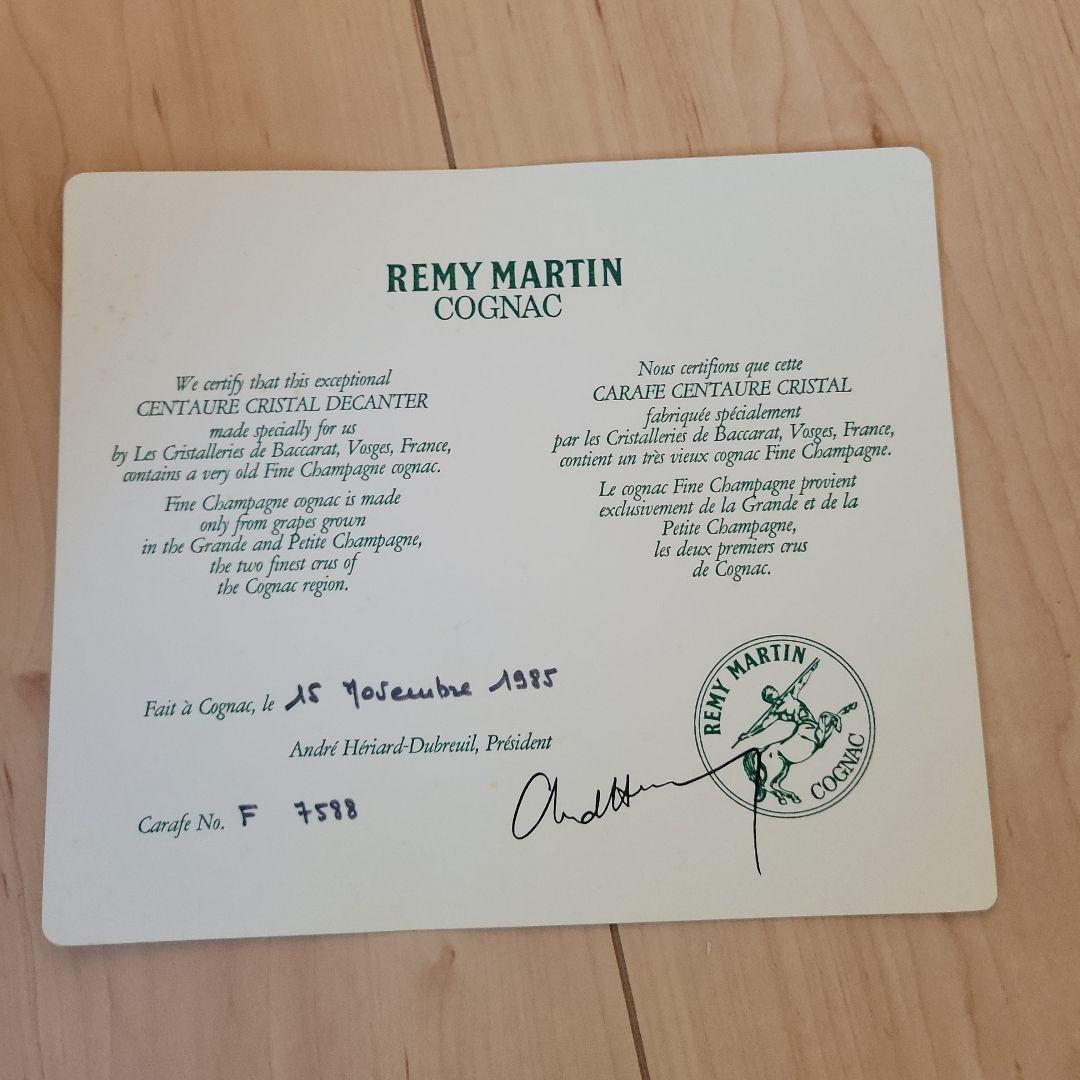 REMY MARTIN
COGNAC
We certify that this exceptional
CENTAURE CRISTAL DECANTER
made specially for us
by Les Cristalleries de Baccarat, Vosges, France,
contains a very old Fine Champagne cognac.
Fine Champagne cognac is made
only from grapes grown
in the Grande and Petite Champagne,
the two finest crus of
the Cognac region.
Nous certifions que cette
CARAFE CENTAURE CRISTAL
fabriquée spécialement
par les Cristalleries de Baccarat, Vosges, France,
contient un très vieux cognac Fine Champagne.
Le cognac Fine Champagne provient
exclusivement de la Grande et de la
Petite Champagne,
les deux premiers crus
de Cognac.
Fait à Cognac, le 15 Novembre 1985
André Hériard-Dubreuil, Président
Carafe No. F 7588
REMY MARTIN
COGNAC